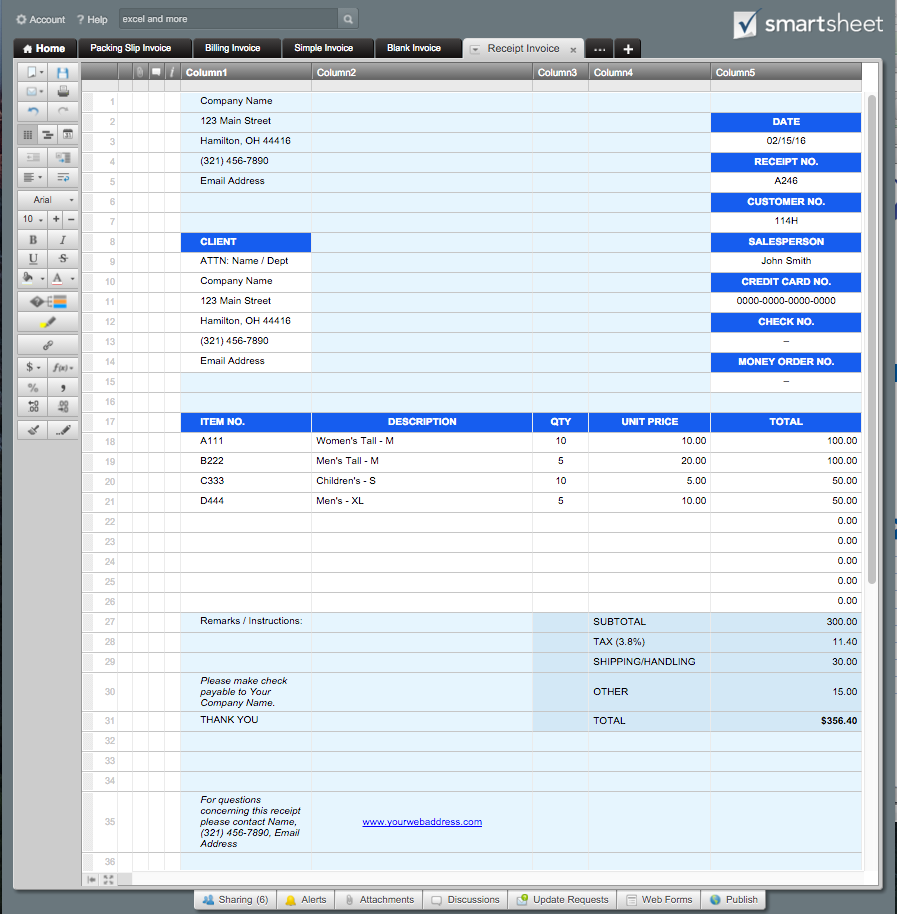 Account ? Help excel and more
smartsheet
Home Packing Slip Invoice Billing Invoice Simple Invoice Blank Invoice Receipt Invoice x ... +
i Column1 Column2 Column3 Column4 Column5
1 Company Name
2 123 Main Street DATE
3 Hamilton, OH 44416 02/15/16
4 (321) 456-7890 RECEIPT NO.
5 Email Address A246
6 CUSTOMER NO.
7 114H
8 CLIENT SALESPERSON
9 ATTN: Name / Dept John Smith
10 Company Name CREDIT CARD NO.
11 123 Main Street 0000-0000-0000-0000
12 Hamilton, OH 44416 CHECK NO.
13 (321) 456-7890 –
14 Email Address MONEY ORDER NO.
15 –
16
17 ITEM NO. DESCRIPTION QTY UNIT PRICE TOTAL
18 A111 Women's Tall - M 10 10.00 100.00
19 B222 Men's Tall - M 5 20.00 100.00
20 C333 Children's - S 10 5.00 50.00
21 D444 Men's - XL 5 10.00 50.00
22 0.00
23 0.00
24 0.00
25 0.00
26 0.00
27 Remarks / Instructions: SUBTOTAL 300.00
28 TAX (3.8%) 11.40
29 SHIPPING/HANDLING 30.00
Please make check
30 payable to Your OTHER 15.00
Company Name.
31 THANK YOU TOTAL $356.40
32
33
34
For questions
concerning this receipt
35 please contact Name, www.yourwebaddress.com
(321) 456-7890, Email
Address
36
Arial
10 + −
B I
U S
A
$ f(x)
% ,
Sharing (6) Alerts Attachments Discussions Update Requests Web Forms Publish